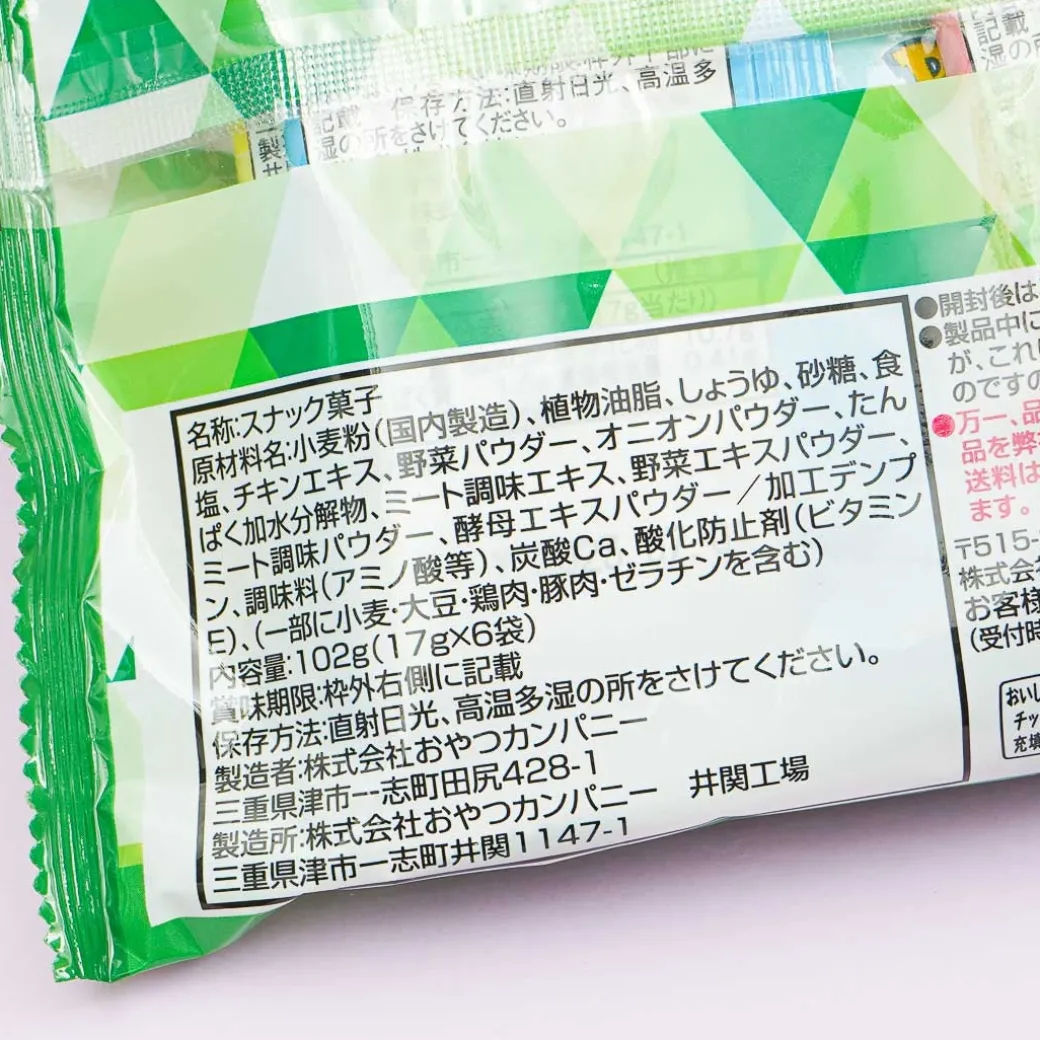 記載 保存方法:直射日光、高温多
湿の所をさけてください。
製
記載
湿の所
名称:スナック菓子
原材料名:小麦粉(国内製造)、植物油脂、しょうゆ、砂糖、食
塩、チキンエキス、野菜パウダー、オニオンパウダー、たん
ぱく加水分解物、ミート調味エキス、野菜エキスパウダー、
ミート調味パウダー、酵母エキスパウダー/加工デンプ
ン、調味料(アミノ酸等)、炭酸Ca、酸化防止剤(ビタミン
E)、(一部に小麦・大豆・鶏肉・豚肉・ゼラチンを含む)
内容量:102g(17g×6袋)
賞味期限:枠外右側に記載
保存方法:直射日光、高温多湿の所をさけてください。
製造者:株式会社おやつカンパニー
三重県津市一志町田尻428-1
製造所:株式会社おやつカンパニー 井関工場
三重県津市一志町井関1147-1
●開封後は
●製品中に
が、これ
のですの
●万一、品
品を弊
送料は
ます。
〒515-
株式会
お客様
(受付時
おいし
チッ
充填